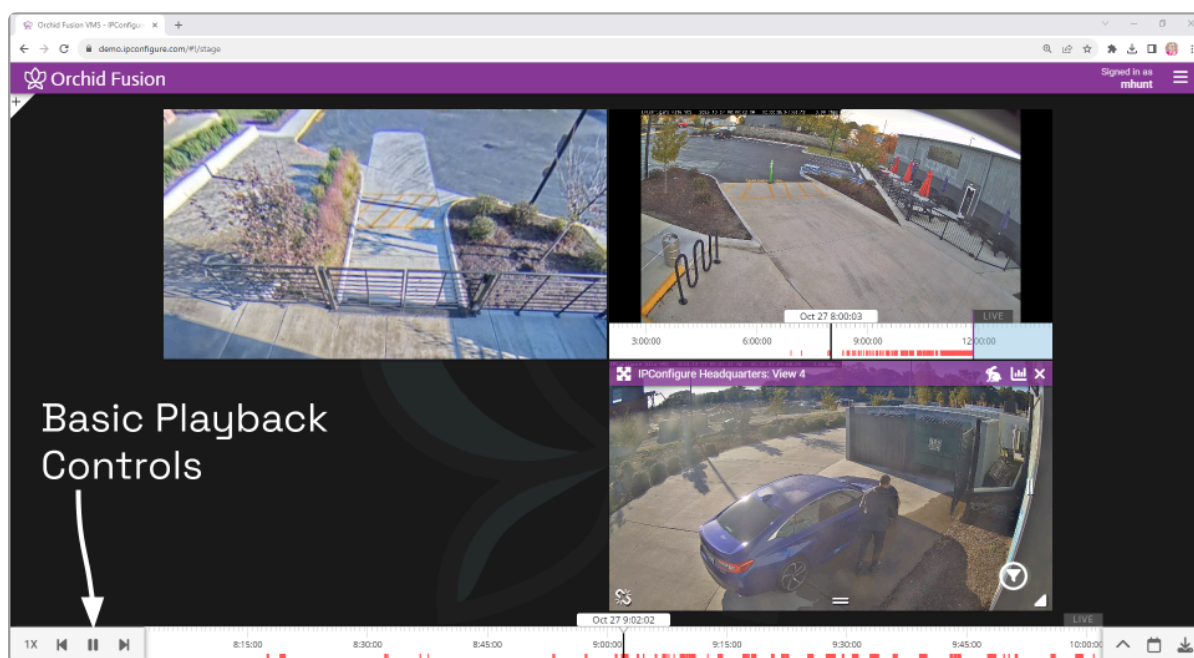 Orchid Fusion VMS - IPConfigur
demo.ipconfigure.com/#!/stage
Orchid Fusion
Signed in as
mhunt
Oct 27 8:00:03
LIVE
3:00:00 6:00:00 9:00:00 12:00:00
IPConfigure Headquarters: View 4
Basic Playback
Controls
Oct 27 9:02:02
LIVE
1X 8:15:00 8:30:00 8:45:00 9:00:00 9:15:00 9:30:00 9:45:00 10:00:00